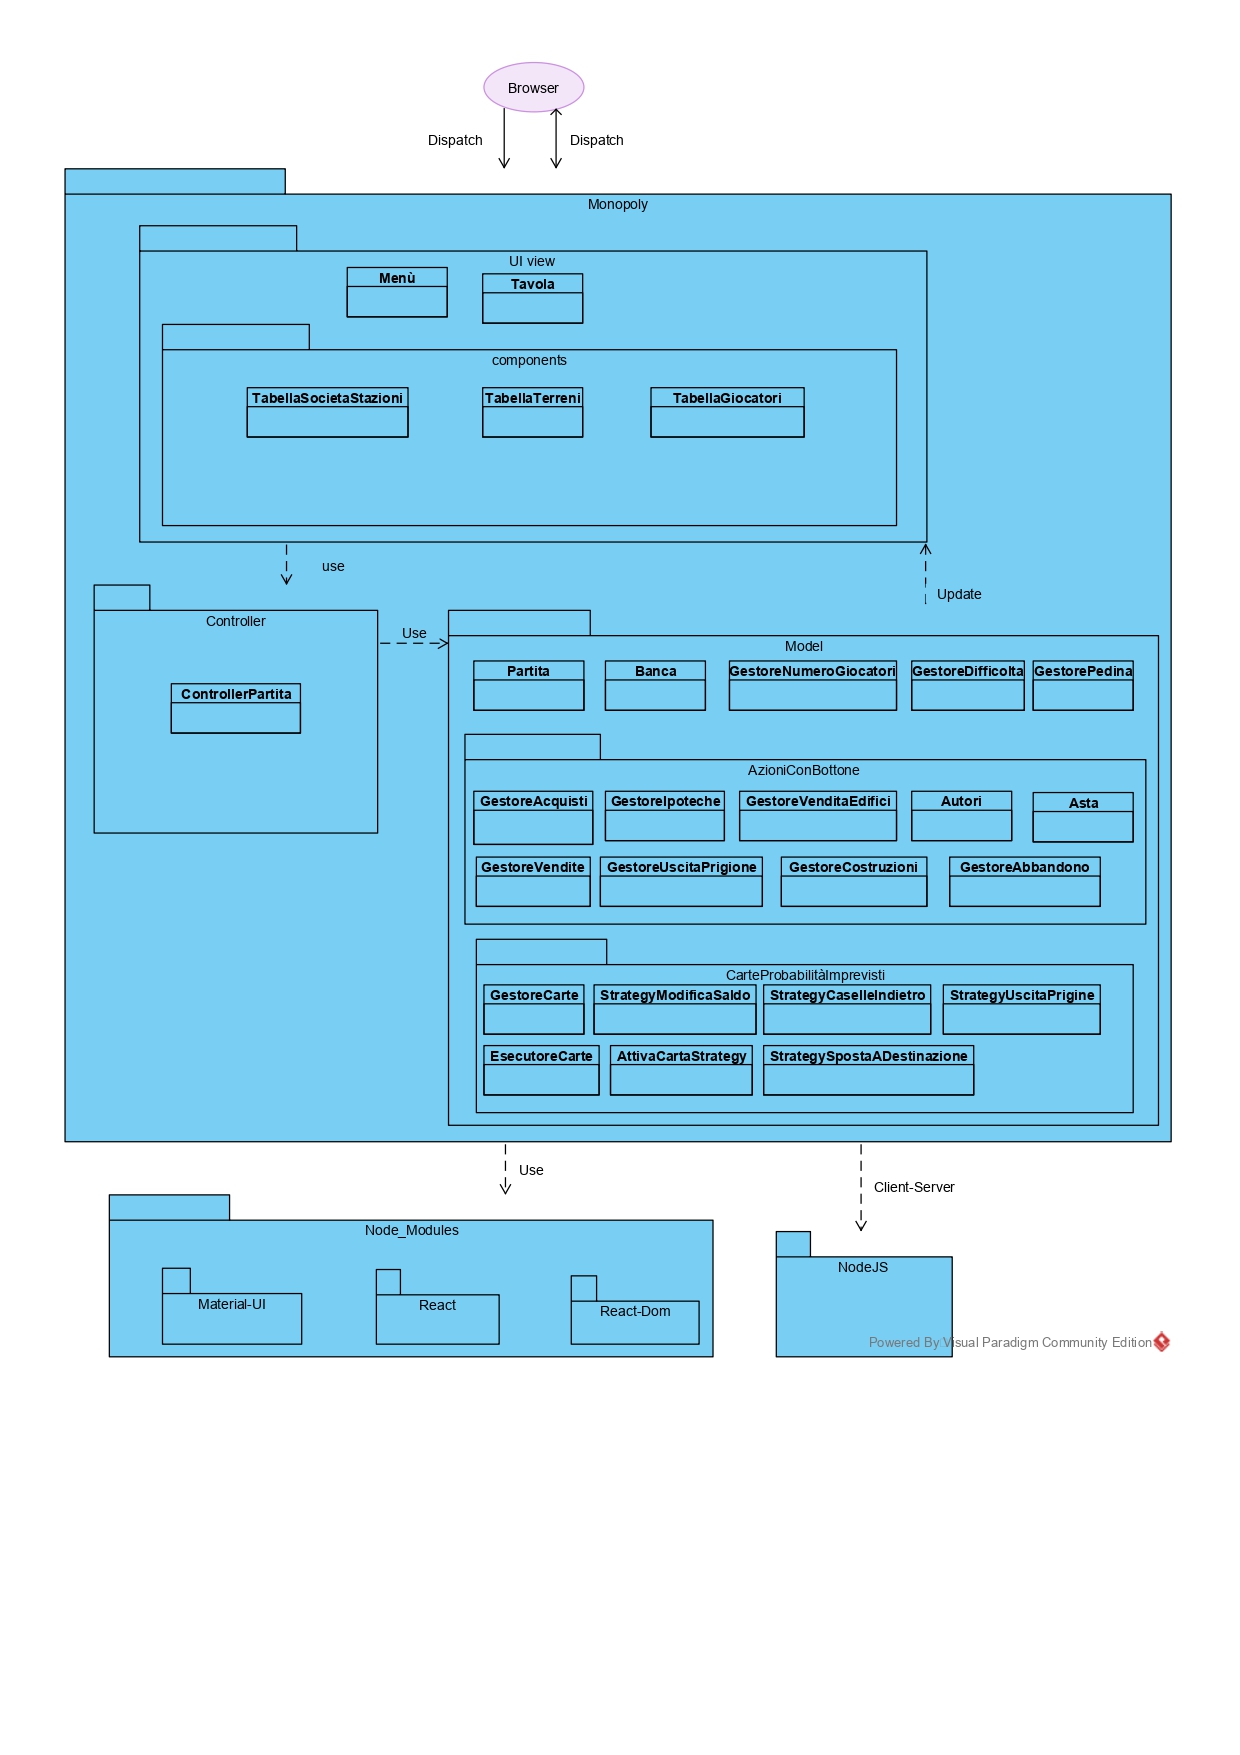 Browser
Dispatch
Dispatch
Monopoly
UI view
Menù
Tavola
components
TabellaSocietaStazioni
TabellaTerreni
TabellaGiocatori
use
Update
Controller
Use
ControllerPartita
Model
Partita
Banca
GestoreNumeroGiocatori
GestoreDifficolta
GestorePedina
AzioniConBottone
GestoreAcquisti
GestoreIpoteche
GestoreVenditaEdifici
Autori
Asta
GestoreVendite
GestoreUscitaPrigione
GestoreCostruzioni
GestoreAbbandono
CarteProbabilitàImprevisti
GestoreCarte
StrategyModificaSaldo
StrategyCaselleIndietro
StrategyUscitaPrigine
EsecutoreCarte
AttivaCartaStrategy
StrategySpostaADestinazione
Use
Client-Server
Node_Modules
Material-UI
React
React-Dom
NodeJS
Powered By Visual Paradigm Community Edition